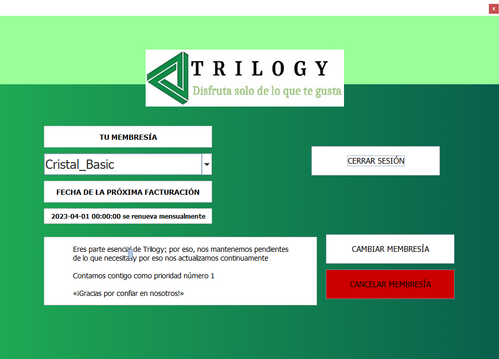 x
TRILOGY
Disfruta solo de lo que te gusta
TU MEMBRESÍA
Cristal_Basic
CERRAR SESIÓN
FECHA DE LA PRÓXIMA FACTURACIÓN
2023-04-01 00:00:00 se renueva mensualmente
Eres parte esencial de Trilogy; por eso, nos mantenemos pendientes
de lo que necesitas y por eso nos actualizamos continuamente
Contamos contigo como prioridad número 1
«¡Gracias por confiar en nosotros!»
CAMBIAR MEMBRESÍA
CANCELAR MEMBRESÍA